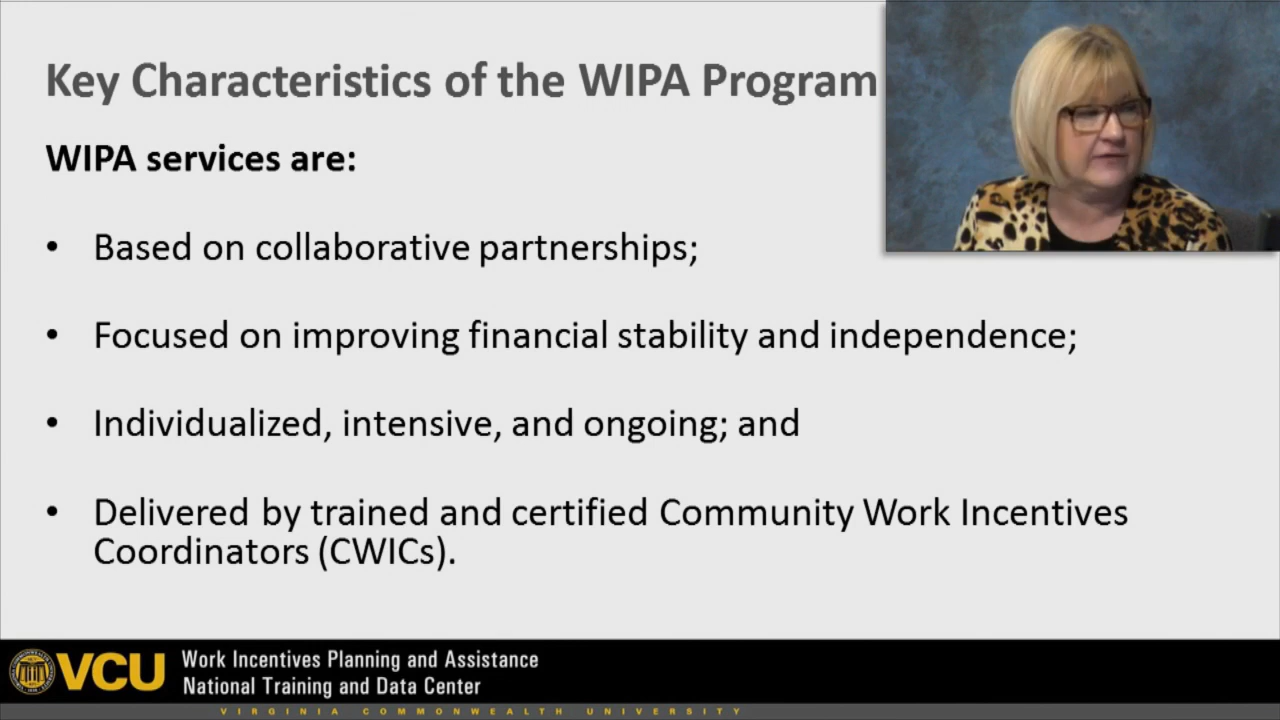 Key Characteristics of the WIPA Program
WIPA services are:
• Based on collaborative partnerships;
• Focused on improving financial stability and independence;
• Individualized, intensive, and ongoing; and
• Delivered by trained and certified Community Work Incentives
Coordinators (CWICs).
VCU
Work Incentives Planning and Assistance
National Training and Data Center
VIRGINIA COMMONWEALTH UNIVERSITY